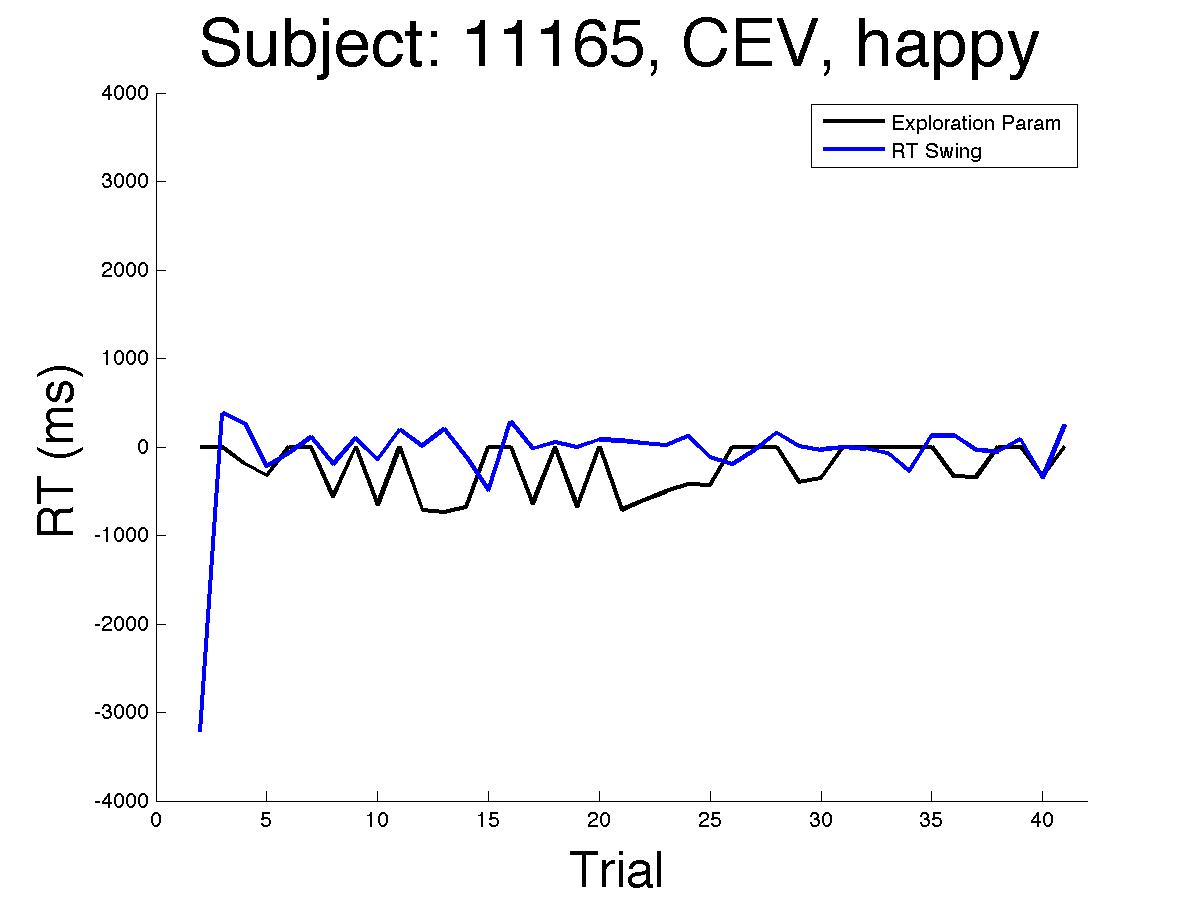 Subject: 11165, CEV, happy
Exploration Param
RT Swing
4000
3000
2000
1000
0
-1000
-2000
-3000
-4000
RT (ms)
0 5 10 15 20 25 30 35 40
Trial